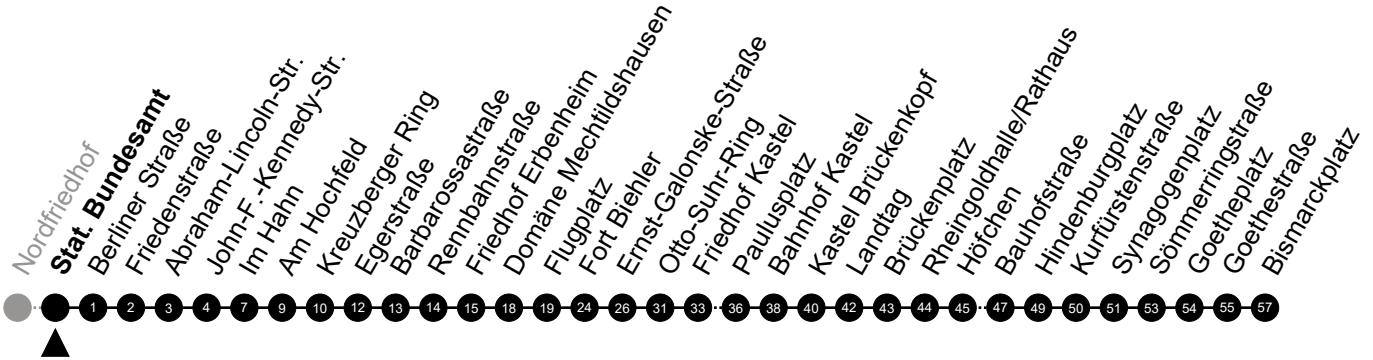 Nordfriedhof
Stat. Bundesamt
Berliner Straße
Friedenstraße
Abraham-Lincoln-Str.
John-F.-Kennedy-Str.
Im Hahn
Am Hochfeld
Kreuzberger Ring
Egerstraße
Barbarossastraße
Rennbahnstraße
Friedhof Erbenheim
Domäne Mechtildshausen
Flugplatz
Fort Biehler
Ernst-Galonske-Straße
Otto-Suhr-Ring
Friedhof Kastel
Paulusplatz
Bahnhof Kastel
Kastel Brückenkopf
Landtag
Brückenplatz
Rheingoldhalle/Rathaus
Höfchen
Bauhofstraße
Hindenburgplatz
Kurfürstenstraße
Synagogenplatz
Sömmerringstraße
Goetheplatz
Goethestraße
Bismarckplatz
1 2 3 4 7 9 10 12 13 14 15 18 19 24 26 31 33 36 38 40 42 43 44 45 47 49 50 51 53 54 55 57